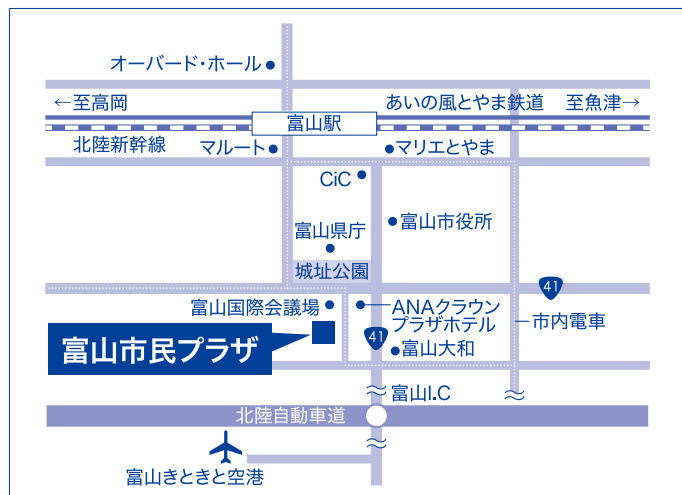 オーバード・ホール
←至高岡
あいの風とやま鉄道
至魚津→
富山駅
北陸新幹線
マルート
マリエとやま
CiC
富山県庁
富山市役所
城址公園
41
富山国際会議場
ANAクラウン
プラザホテル
市内電車
富山市民プラザ
41
富山大和
富山I.C
北陸自動車道
富山きときと空港